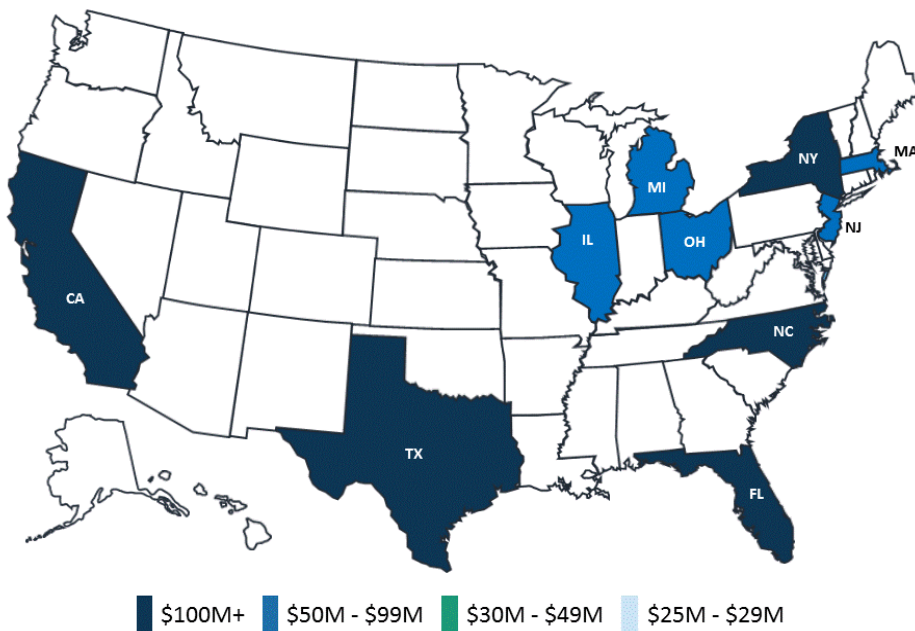 NY
MA
MI
NJ
IL
OH
CA
NC
TX
FL
$100M+
$50M - $99M
$30M - $49M
$25M - $29M